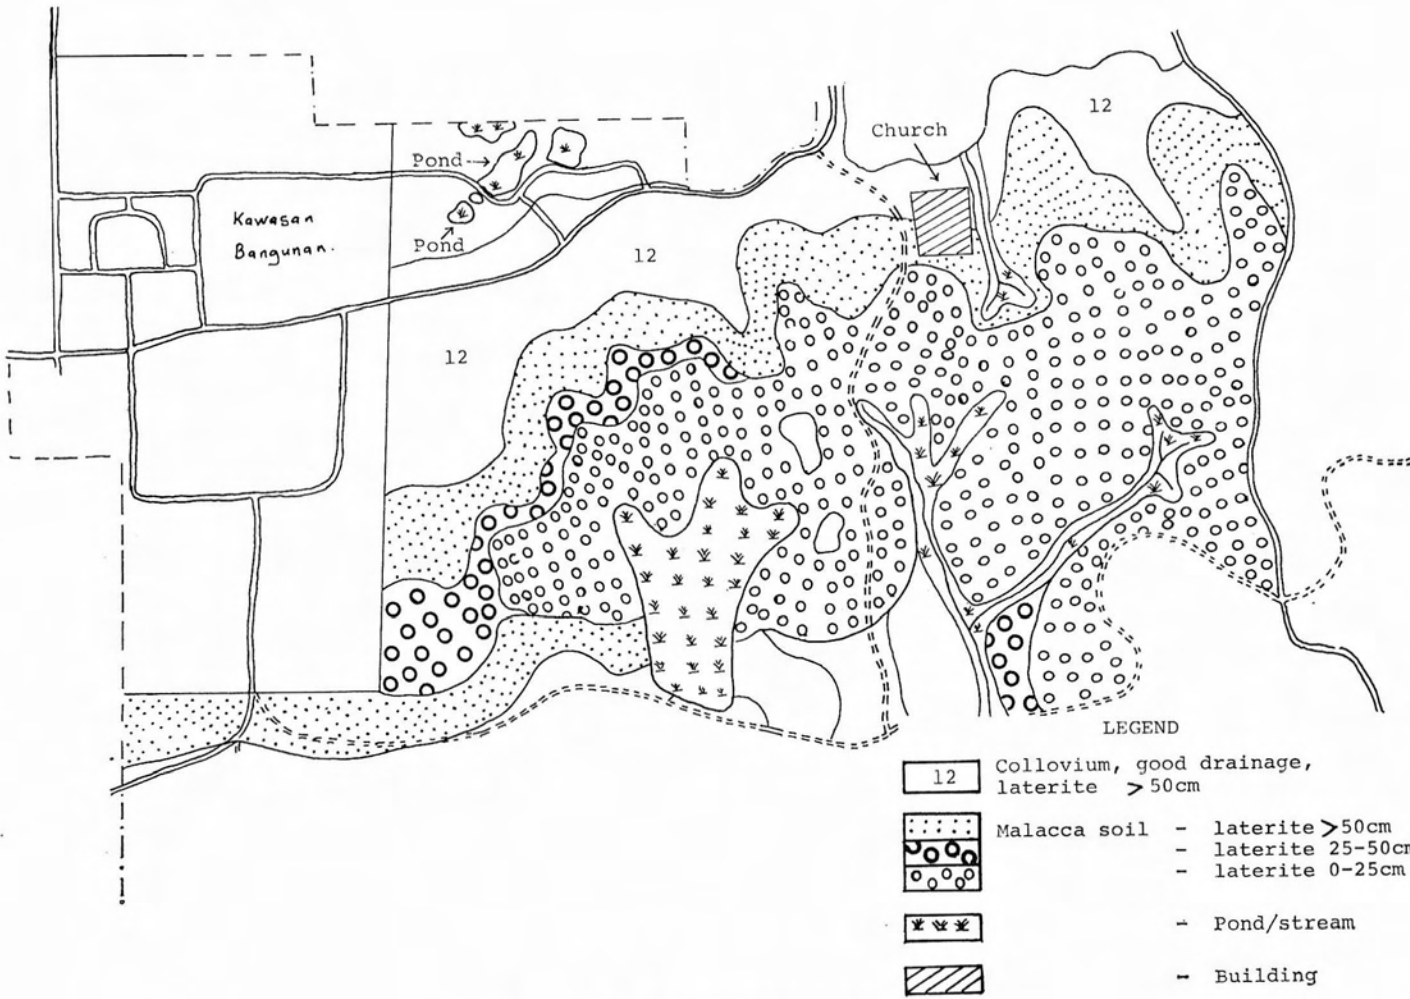 12
Church
Pond
Kawasan
Bangunan.
Pond
12
12
LEGEND
12 Collovium, good drainage,
laterite > 50cm
Malacca soil - laterite >50cm
- laterite 25-50cm
- laterite 0-25cm
- Pond/stream
- Building